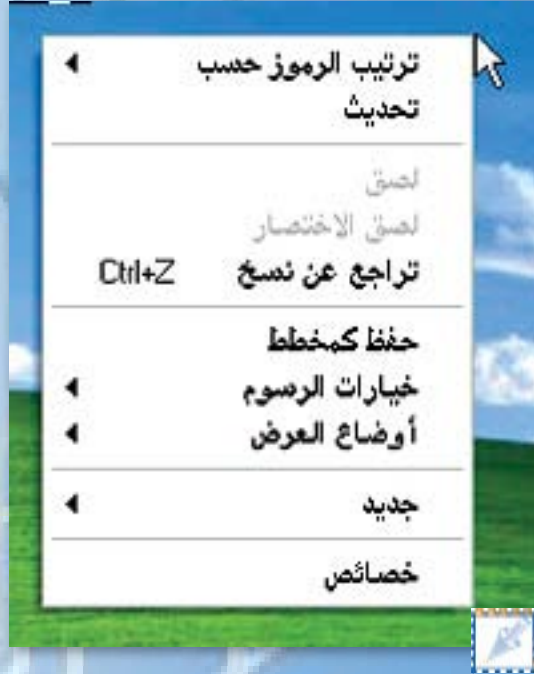 ترتيب الرموز حسب
تحديث
لصق
لصق الاختصار
تراجع عن نسخ Ctrl+Z
حفظ كمخطط
خيارات الرسوم
أوضاع العرض
جديد
خصائص